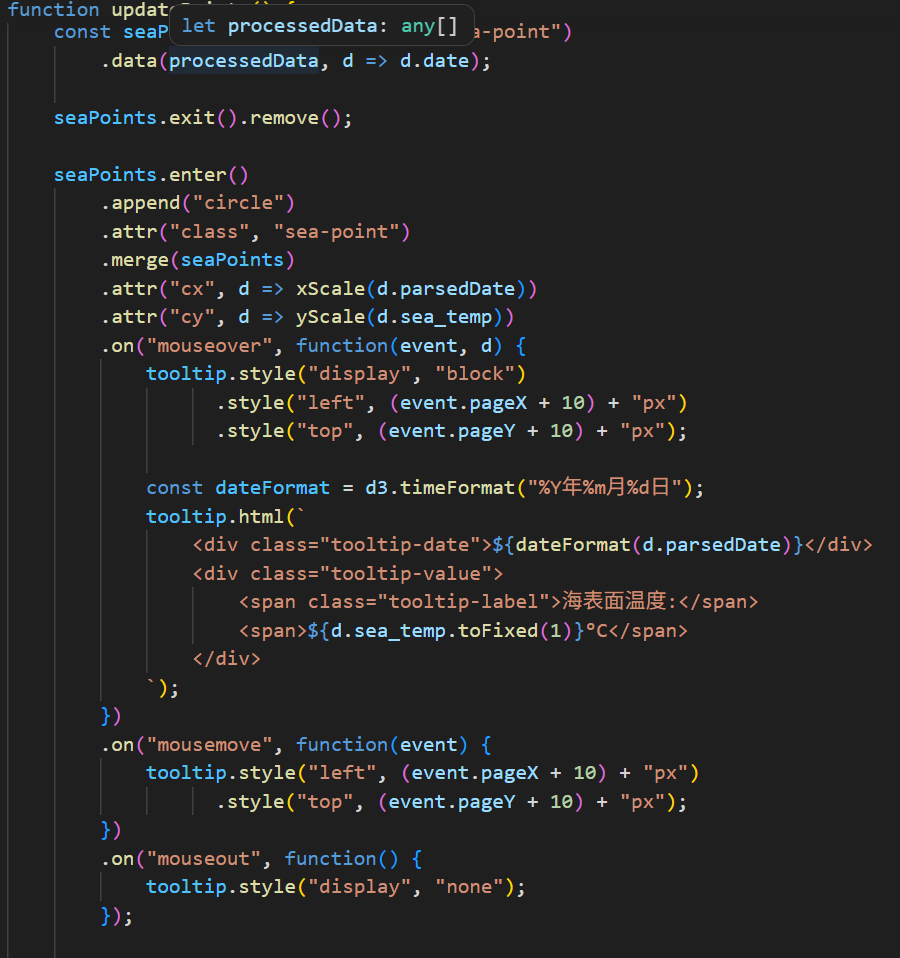 function
let processedData: any[]
const
.data(processedData, d => d.date);
seaPoints.exit().remove();
seaPoints.enter()
.append("circle")
.attr("class", "sea-point")
.merge(seaPoints)
.attr("cx", d => xScale(d.parsedDate))
.attr("cy", d => yScale(d.sea_temp))
.on("mouseover", function(event, d) {
tooltip.style("display", "block")
.style("left", (event.pageX + 10) + "px")
.style("top", (event.pageY + 10) + "px");
const dateFormat = d3.timeFormat("%Y年%m月%d日");
tooltip.html(`
<div class="tooltip-date">${dateFormat(d.parsedDate)}</div>
<div class="tooltip-value">
<span class="tooltip-label">海表面温度:</span>
<span>${d.sea_temp.toFixed(1)}°C</span>
</div>
`);
})
.on("mousemove", function(event) {
tooltip.style("left", (event.pageX + 10) + "px")
.style("top", (event.pageY + 10) + "px");
})
.on("mouseout", function() {
tooltip.style("display", "none");
});